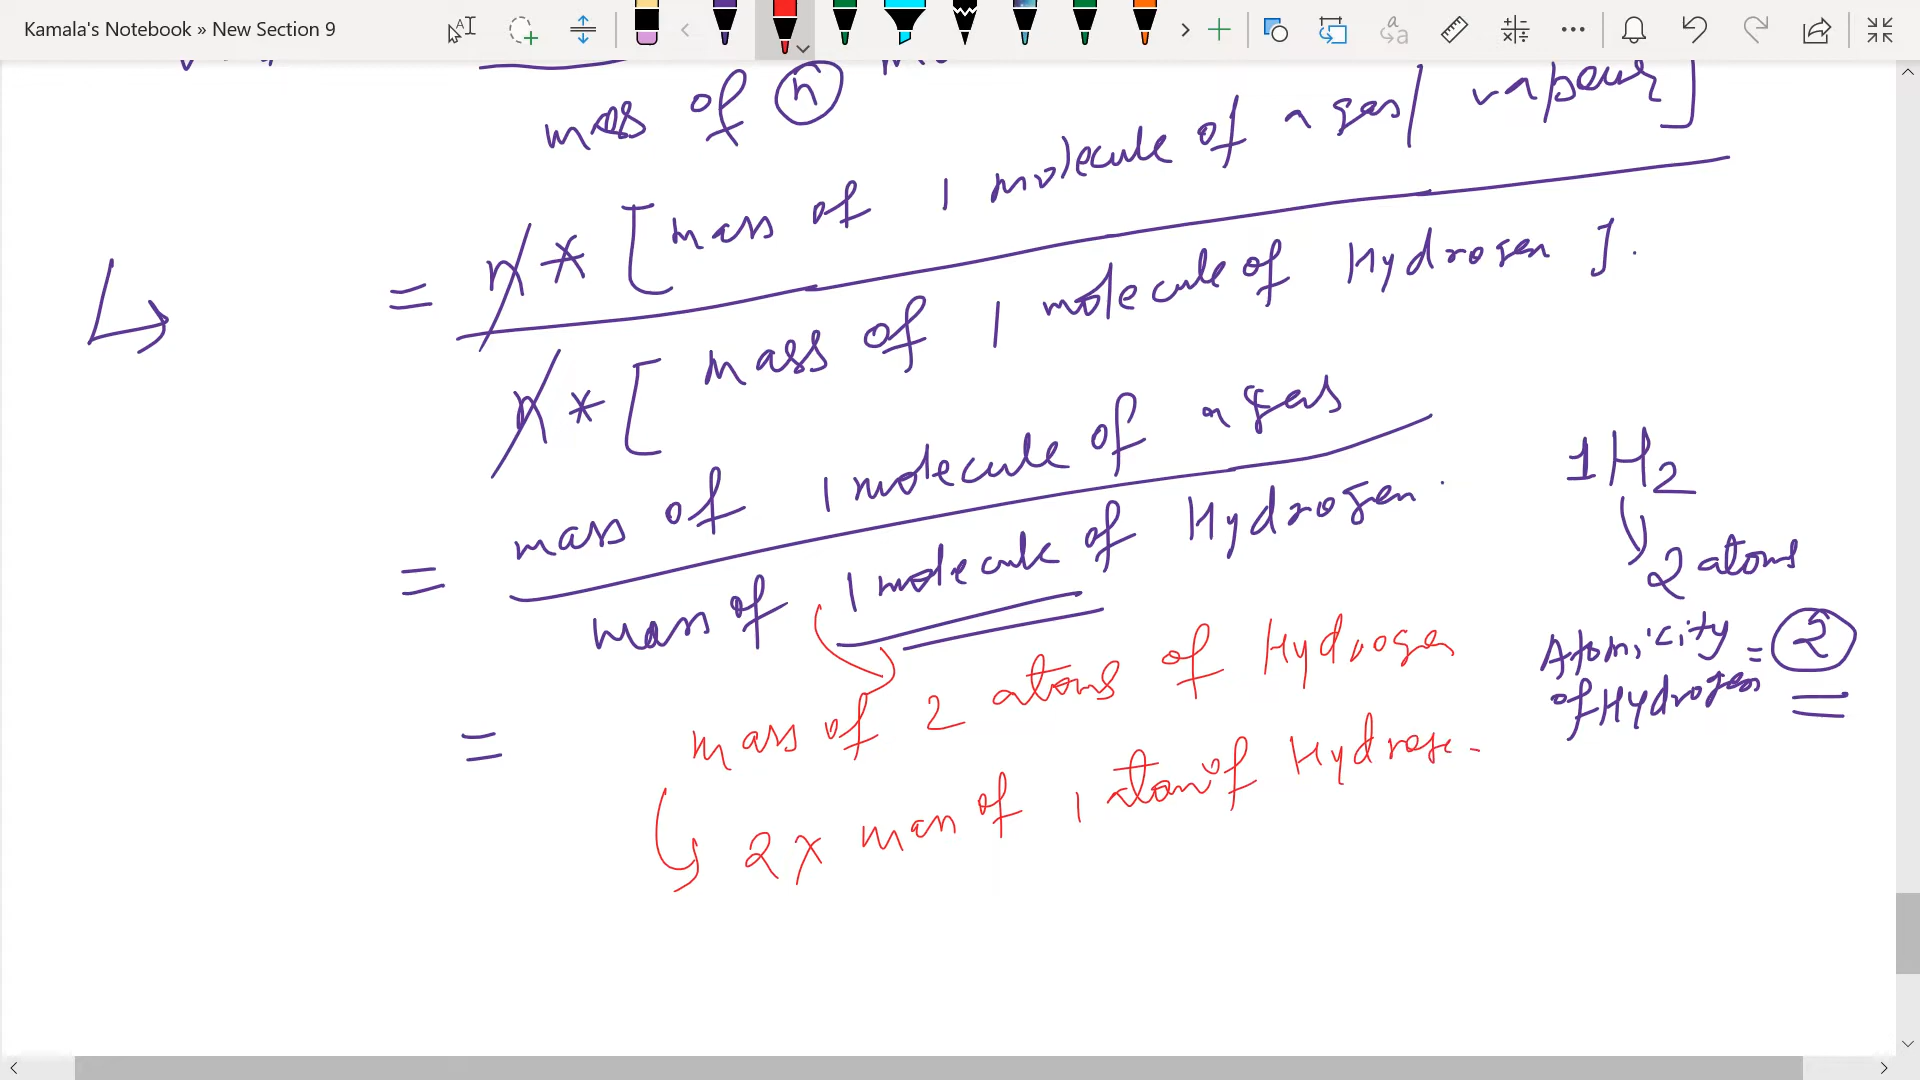 Kamala's Notebook » New Section 9
mass of n
= n * [mass of 1 molecule of a gas/ vapour]
n * [ mass of 1 molecule of Hydrogen ].
= mass of 1 molecule of a gas
mass of 1 molecule of Hydrogen.
1H2
2 atoms
Atomicity of Hydrogen = 2
= mass of 2 atoms of Hydrogen
2 x mass of 1 atom of Hydroge.